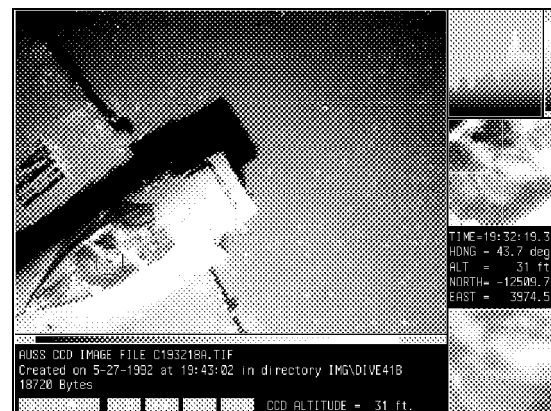 TIME=19:32:19.3
HDNG = 43.7 deg
ALT = 31 ft
NORTH= -12509.7
EAST = 3974.5
AUSS CCD IMAGE FILE C193218A.TIF
Created on 5-27-1992 at 19:43:02 in directory IMG\DIVE41B
18720 Bytes
CCD ALTITUDE = 31 ft.